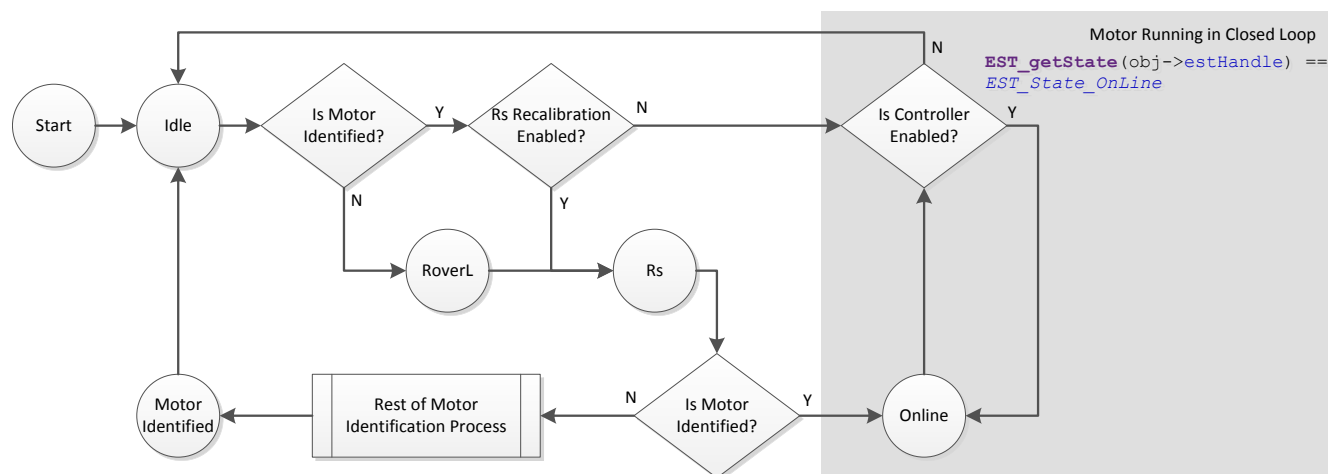 Motor Running in Closed Loop
EST_getState(obj->estHandle) ==
EST_State_OnLine
N
Start
Idle
Is Motor
Identified?
Y
Rs Recalibration
Enabled?
N
Is Controller
Enabled?
Y
N
Y
RoverL
Rs
Motor
Identified
Rest of Motor
Identification Process
N
Is Motor
Identified?
Y
Online